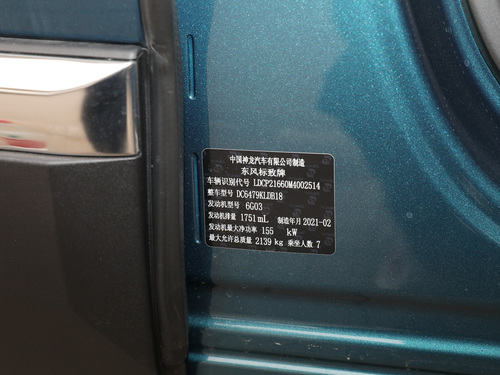 中国神龙汽车有限公司制造
东风标致牌
车辆识别代号 LDCP21660M4002514
整车型号 DC6479KLDB18
发动机型号 6G03
发动机排量 1751mL 制造年月 2021-02
发动机最大净功率 155 kW
最大允许总质量 2139 kg 乘坐人数 7